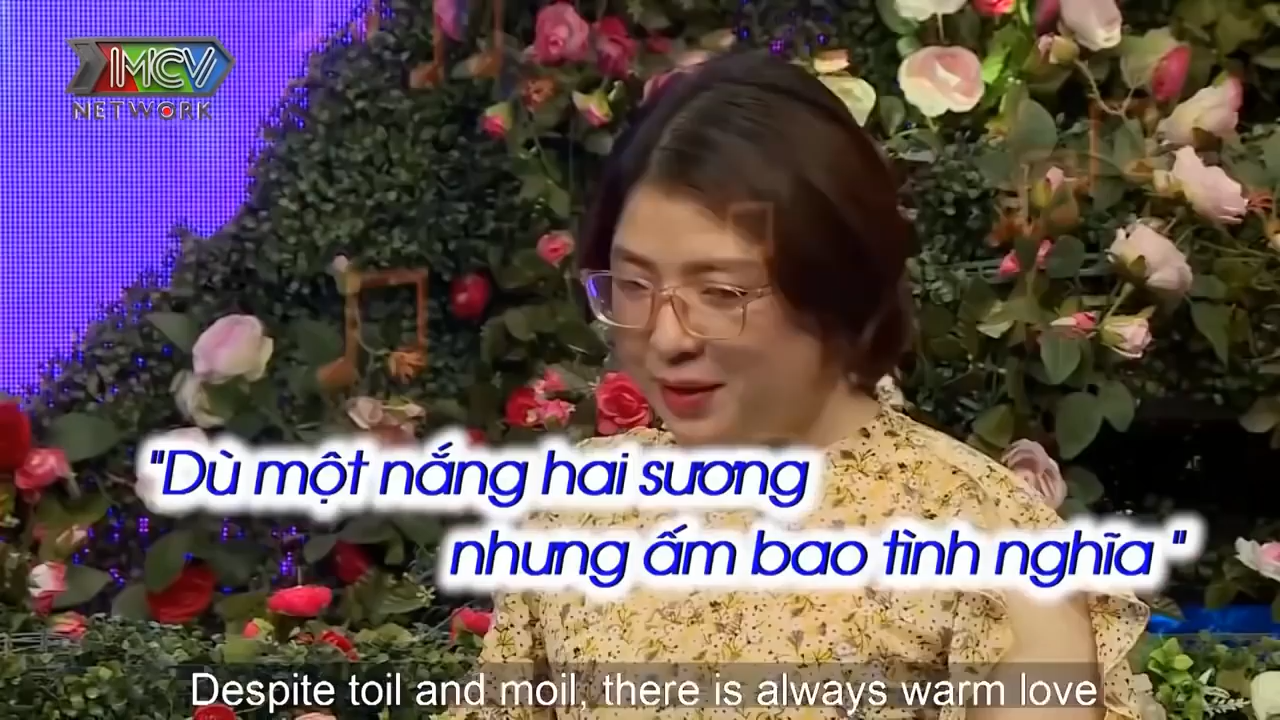 MCV
NETWORK
"Dù một nắng hai sương
nhưng ấm bao tình nghĩa "
Despite toil and moil, there is always warm love